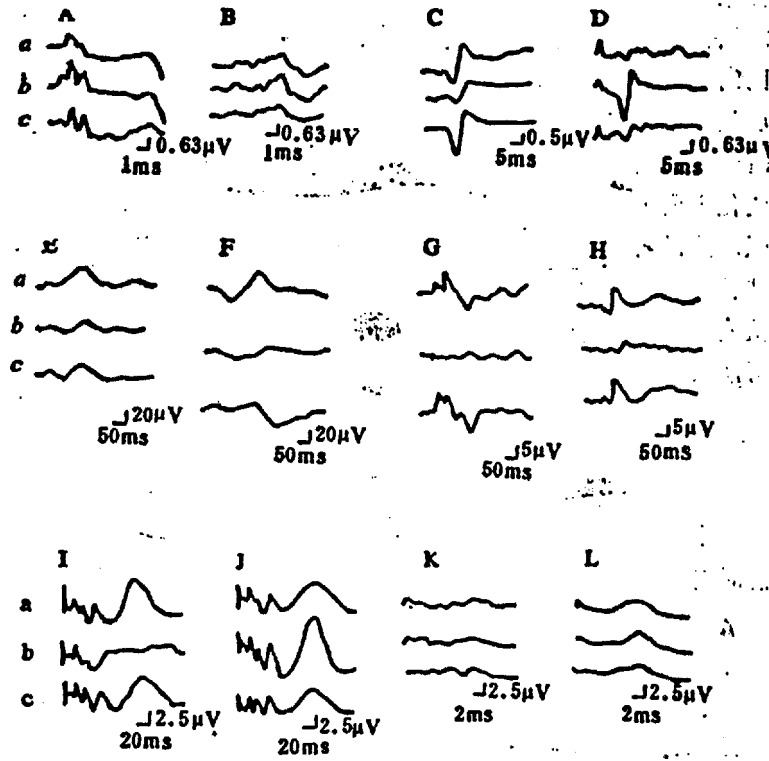 A B C D
a
b
c
0.63μV 0.63μV 0.5μV 0.63μV
1ms 1ms 5ms 5ms
F G H
a
b
c
20μV 20μV 5μV 5μV
50ms 50ms 50ms 50ms
I J K L
a
b
c
2.5μV 2.5μV 2.5μV 2.5μV
20ms 20ms 2ms 2ms